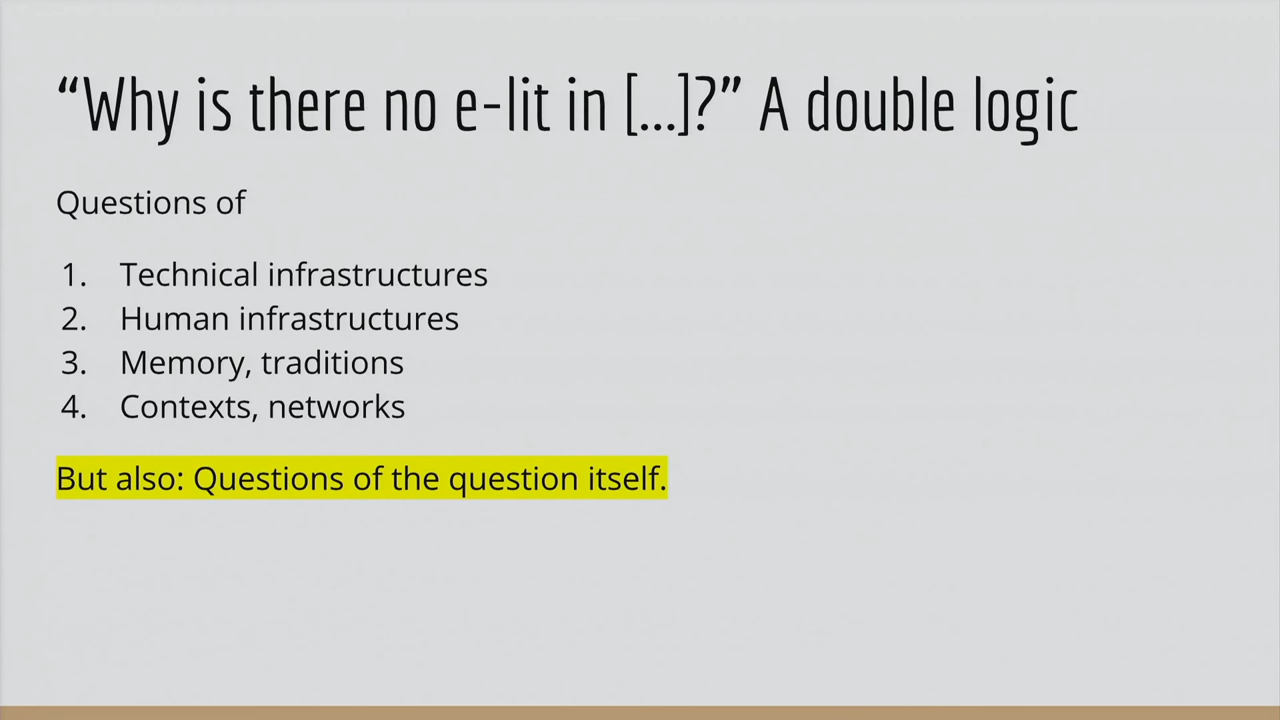 “Why is there no e-lit in [...]?” A double logic
Questions of
1. Technical infrastructures
2. Human infrastructures
3. Memory, traditions
4. Contexts, networks
But also: Questions of the question itself.